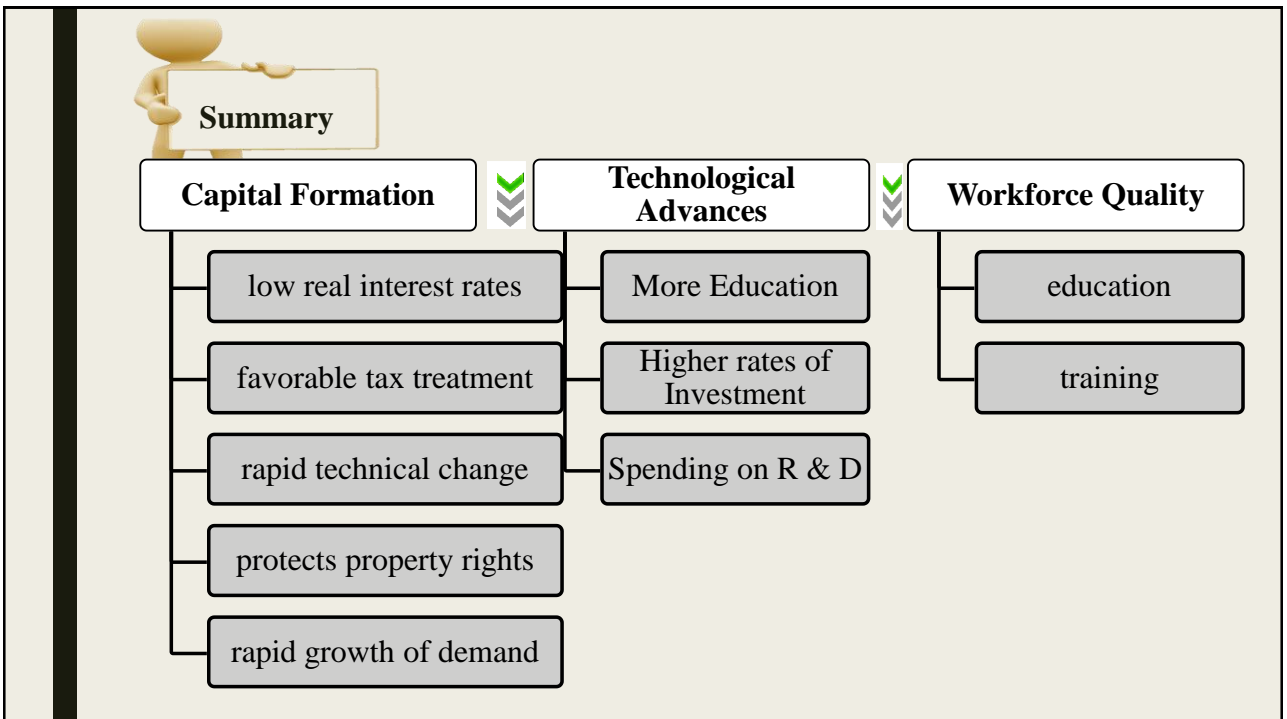 Summary
Capital Formation
low real interest rates
favorable tax treatment
rapid technical change
protects property rights
rapid growth of demand
Technological
Advances
More Education
Higher rates of
Investment
Spending on R & D
Workforce Quality
education
training